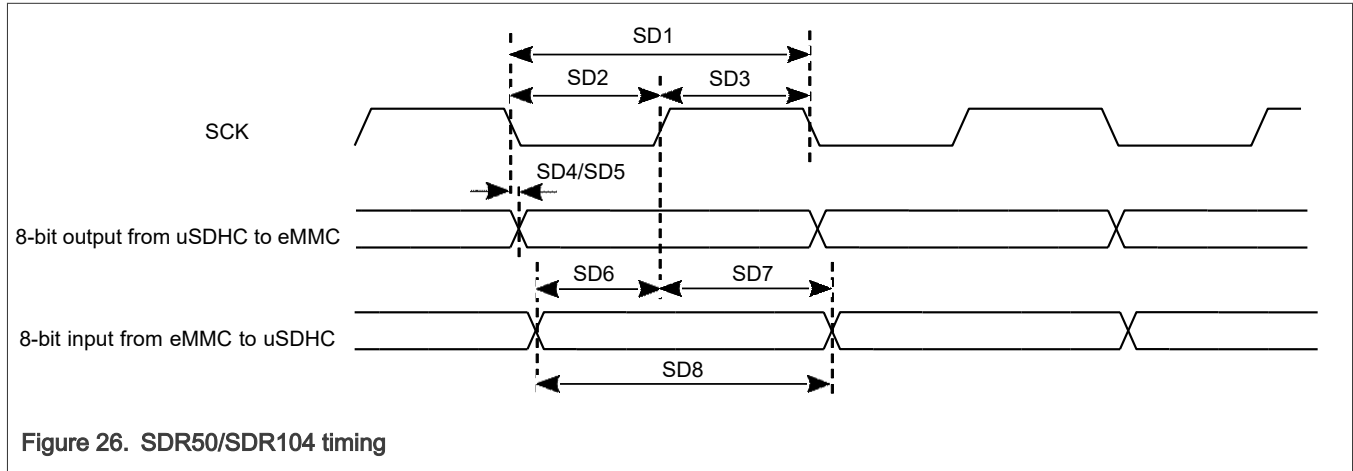 SD1
SD2 SD3
SCK
SD4/SD5
8-bit output from uSDHC to eMMC
SD6 SD7
8-bit input from eMMC to uSDHC
SD8
Figure 26. SDR50/SDR104 timing